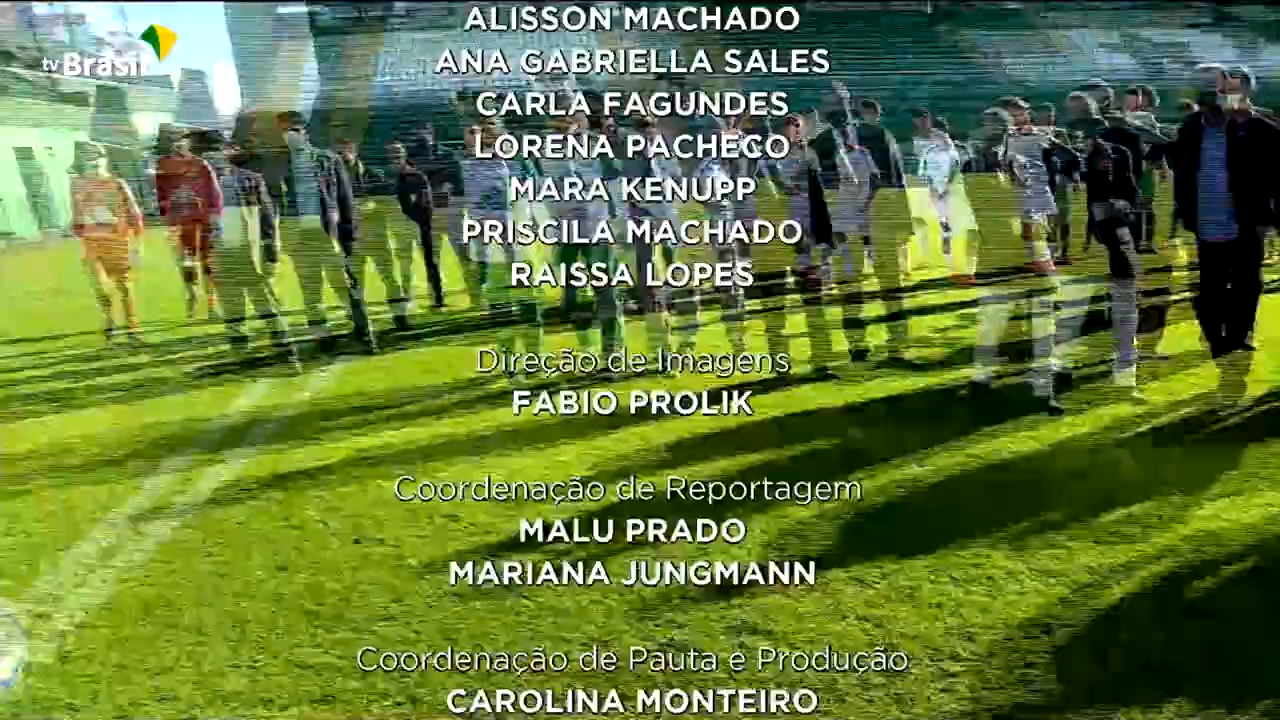 tv Brasil
ALISSON MACHADO
ANA GABRIELLA SALES
CARLA FAGUNDES
LORENA PACHECO
MARA KENUPP
PRISCILA MACHADO
RAISSA LOPES
Direção de Imagens
FABIO PROLIK
Coordenação de Reportagem
MALU PRADO
MARIANA JUNGMANN
Coordenação de Pauta e Produção
CAROLINA MONTEIRO